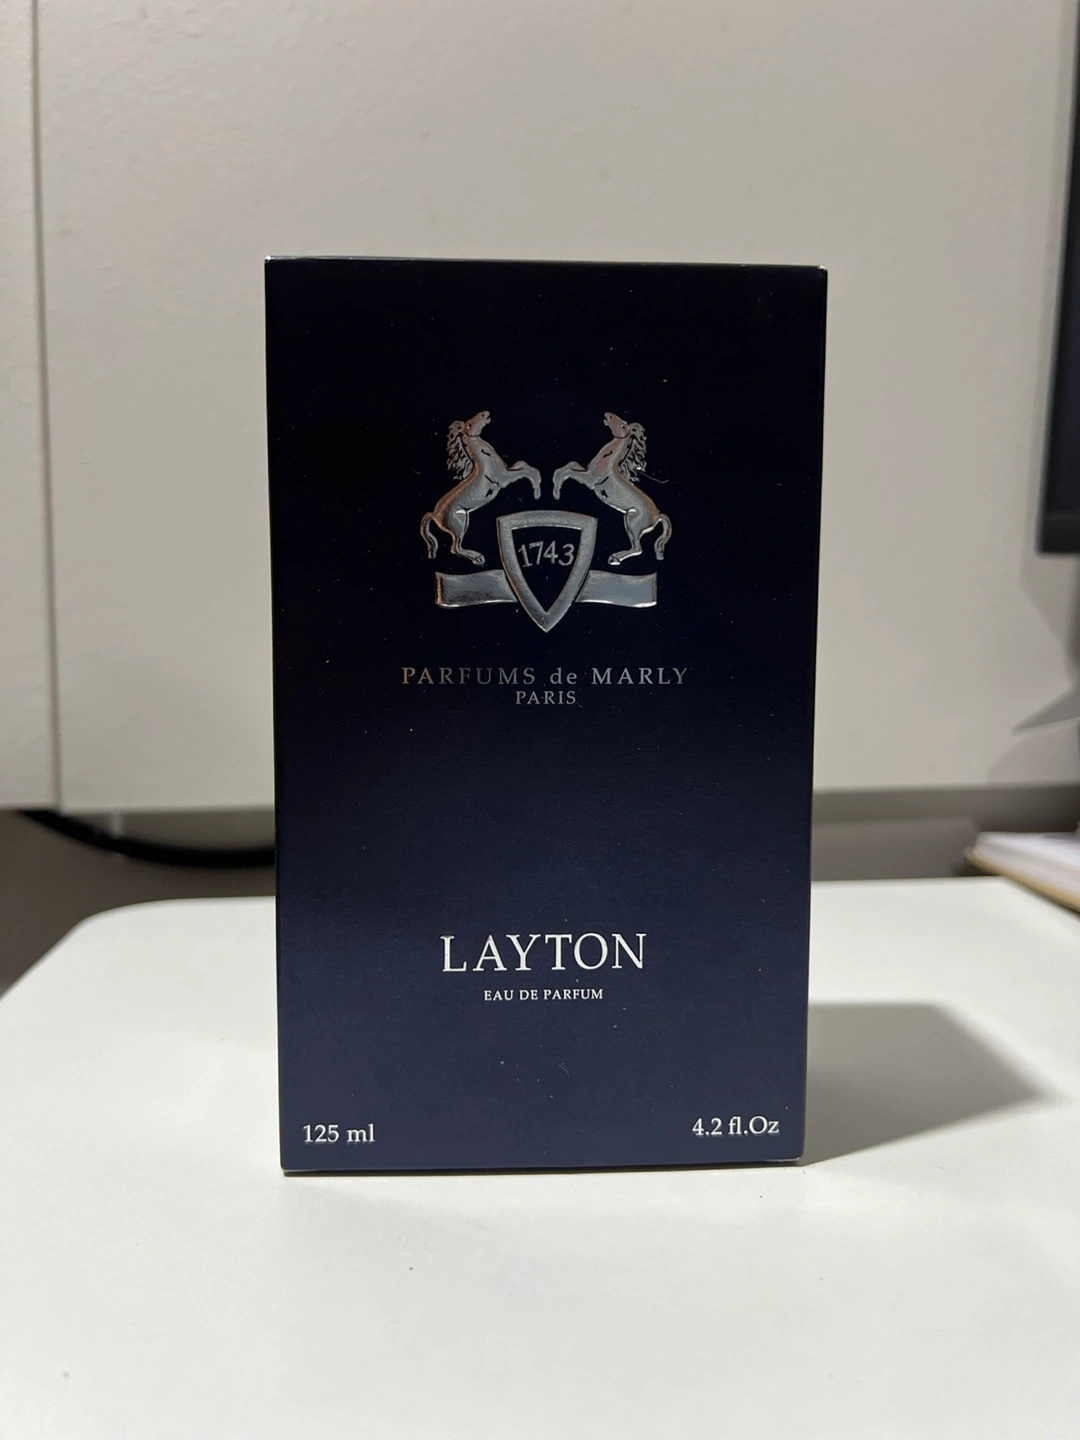 1743
PARFUMS de MARLY
PARIS
LAYTON
EAU DE PARFUM
125 ml
4.2 fl.Oz